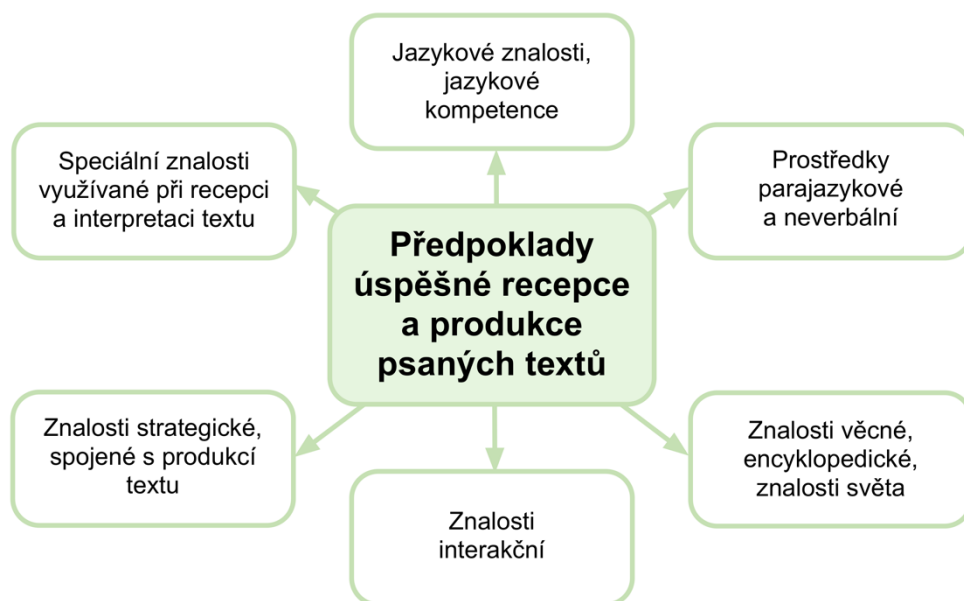 Jazykové znalosti,
jazykové
kompetence
Speciální znalosti
využívané při recepci
a interpretaci textu
Prostředky
parajazykové
a neverbální
Předpoklady
úspěšné recepce
a produkce
psaných textů
Znalosti strategické,
spojené s produkcí
textu
Znalosti
interakční
Znalosti věcné,
encyklopedické,
znalosti světa